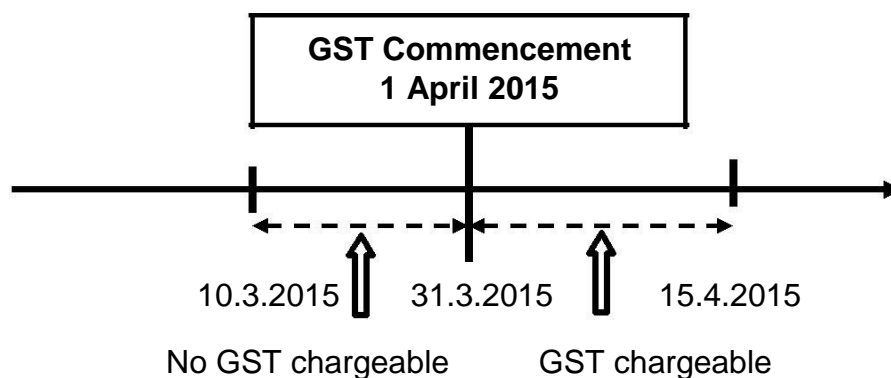 GST Commencement
1 April 2015
10.3.2015 31.3.2015 15.4.2015
No GST chargeable GST chargeable